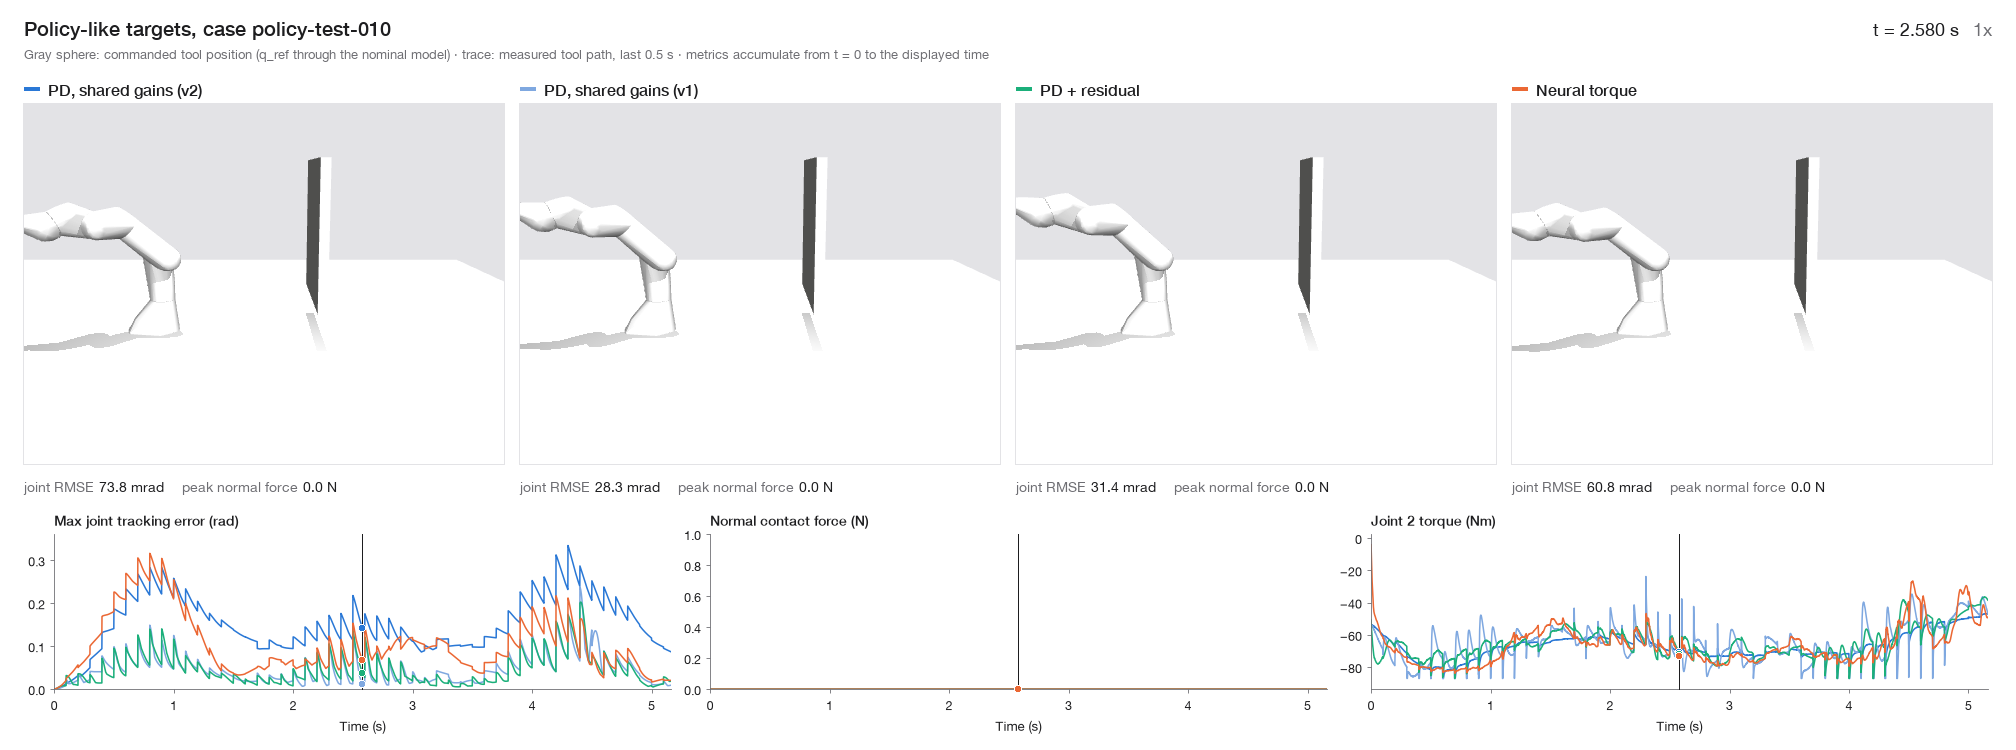 Policy-like targets, case policy-test-010
t = 2.580 s 1x
Gray sphere: commanded tool position (q_ref through the nominal model) · trace: measured tool path, last 0.5 s · metrics accumulate from t = 0 to the displayed time
PD, shared gains (v2)
PD, shared gains (v1)
PD + residual
Neural torque
joint RMSE 73.8 mrad peak normal force 0.0 N
joint RMSE 28.3 mrad peak normal force 0.0 N
joint RMSE 31.4 mrad peak normal force 0.0 N
joint RMSE 60.8 mrad peak normal force 0.0 N
Max joint tracking error (rad)
0.3
0.2
0.1
0.0
0 1 2 3 4 5
Time (s)
Normal contact force (N)
1.0
0.8
0.6
0.4
0.2
0.0
0 1 2 3 4 5
Time (s)
Joint 2 torque (Nm)
0
−20
−40
−60
−80
0 1 2 3 4 5
Time (s)